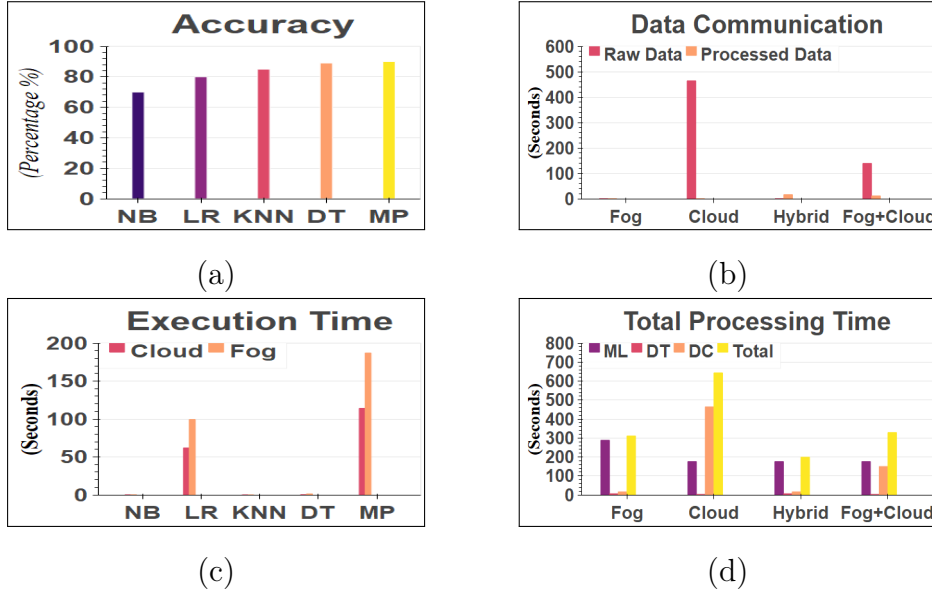 Accuracy
(Percentage %)
100
80
60
40
20
0
NB LR KNN DT MP
(a)
Data Communication
Raw Data Processed Data
(Seconds)
600
500
400
300
200
100
0
Fog Cloud Hybrid Fog+Cloud
(b)
Execution Time
Cloud Fog
(Seconds)
200
150
100
50
0
NB LR KNN DT MP
(c)
Total Processing Time
ML DT DC Total
(Seconds)
800
700
600
500
400
300
200
100
0
Fog Cloud Hybrid Fog+Cloud
(d)